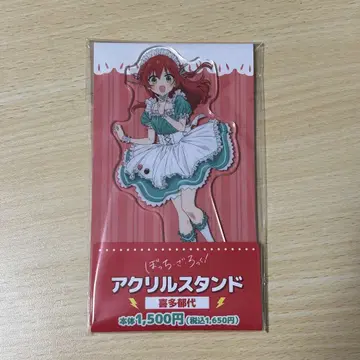 ぼっち・ざ・ろっく!
アクリルスタンド
喜多郁代
本体1,500円(税込1,650円)